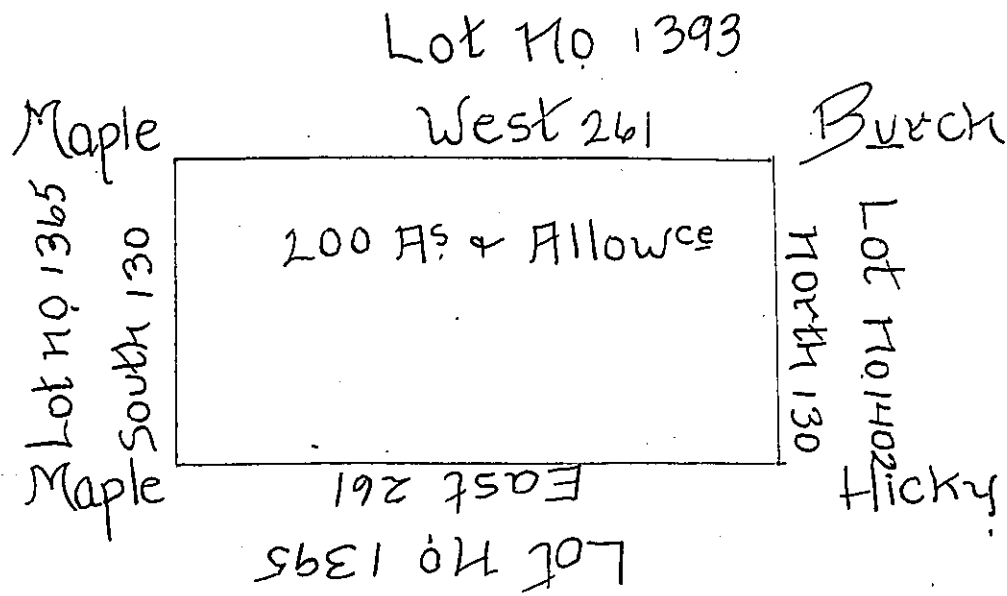 Lot No 1393
Maple West 261 Burch
Lot No 1365
South 130
200 As & Allowce
North 130
Lot No 1402
Maple East 261 Hicky
Lot No 1395